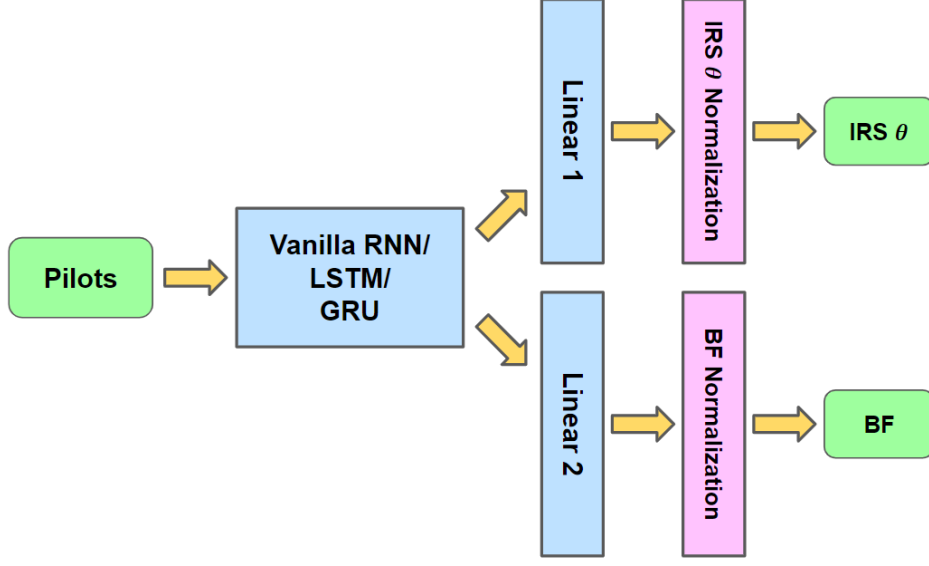 Pilots
Vanilla RNN/
LSTM/
GRU
Linear 1
IRS θ Normalization
IRS θ
Linear 2
BF Normalization
BF